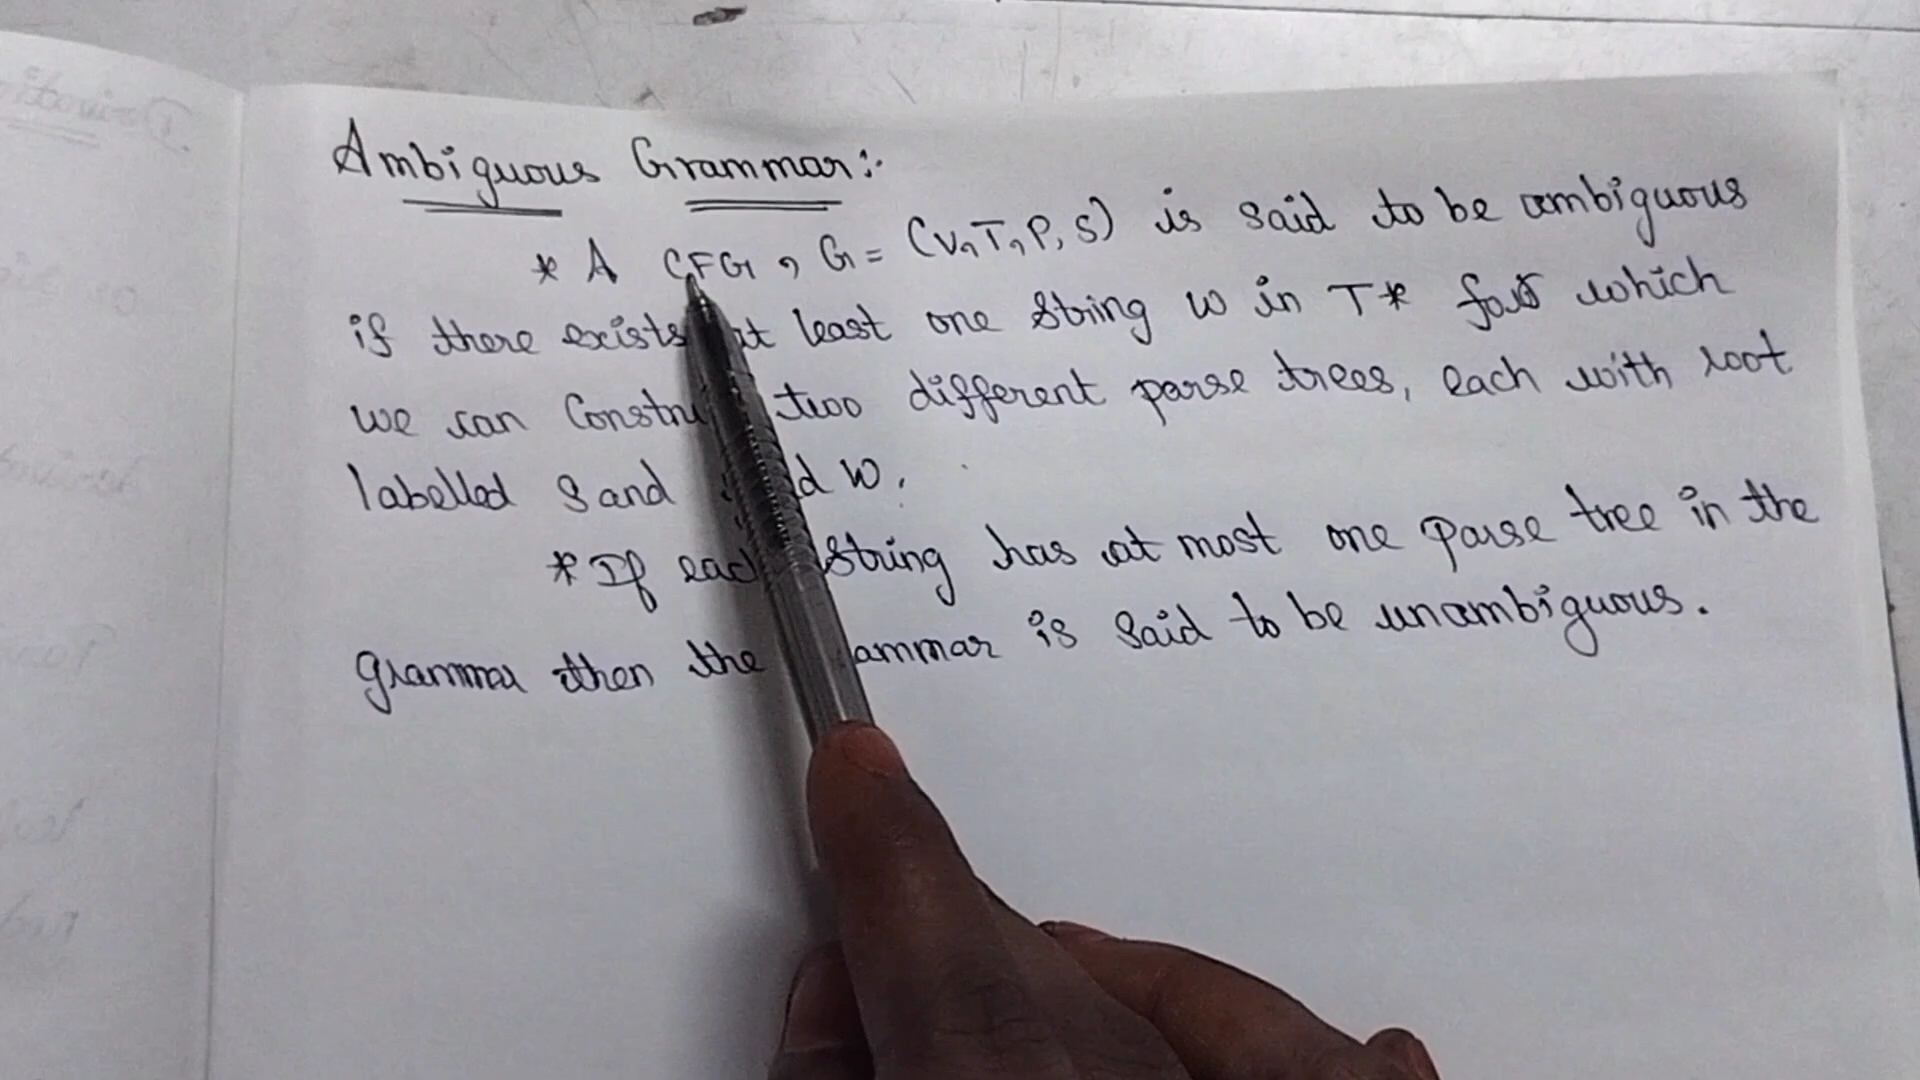 Ambiguous Grammar:-
* A CFG, G = (V, T, P, S) is said to be ambiguous
if there exists at least one string w in T* for which
we can Constru two different parse trees, each with root
labelled S and d w.
* If each string has at most one parse tree in the
grammar then the ammar is said to be unambiguous.